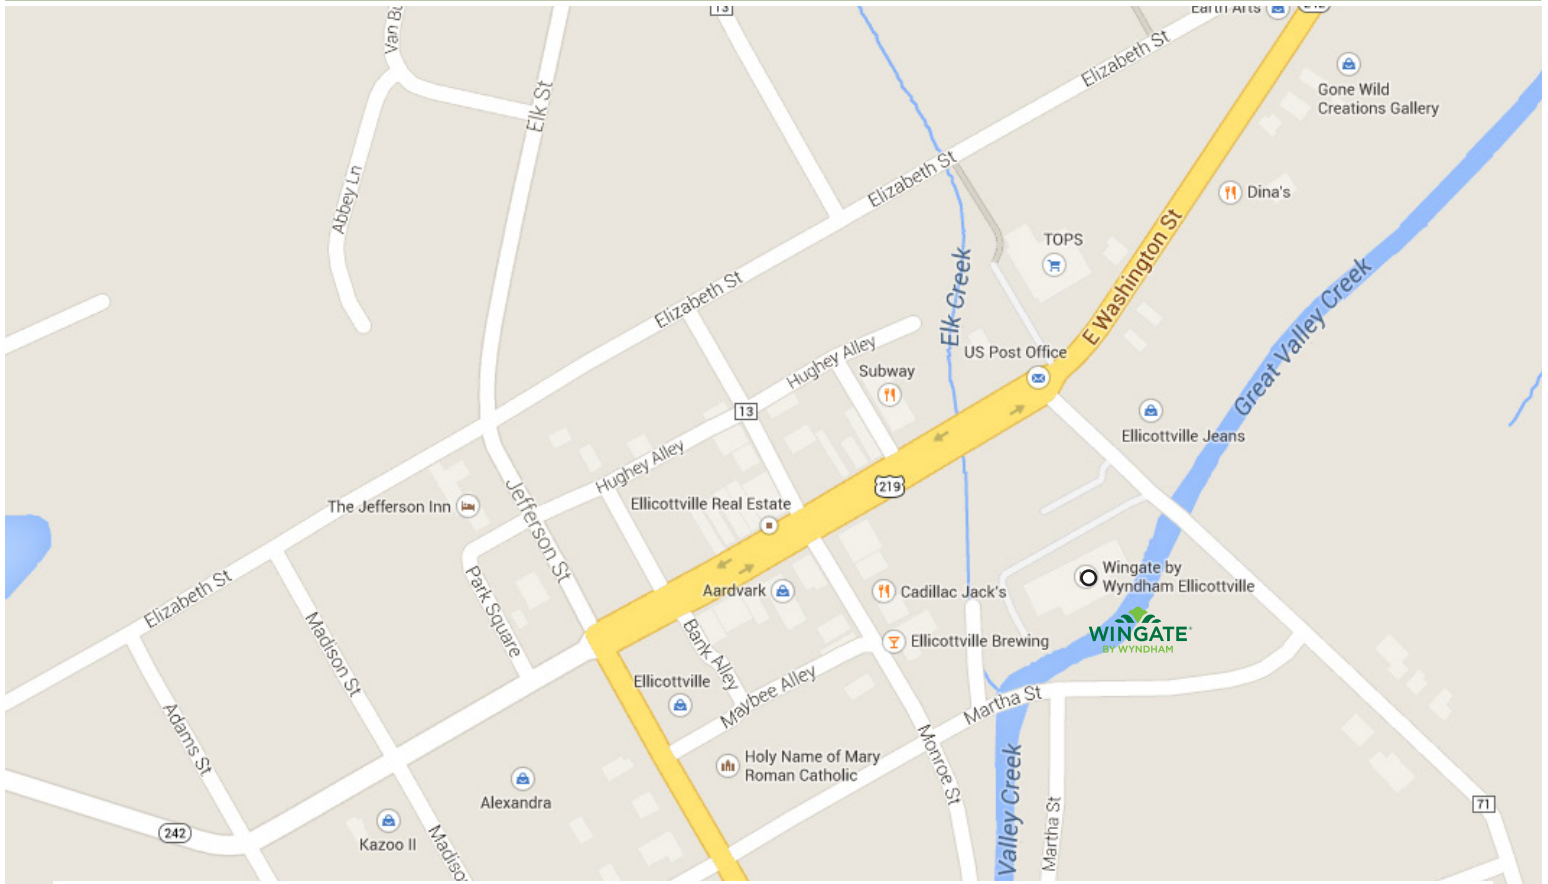 13
Earth Arts
Elizabeth St
Elk St
Gone Wild
Creations Gallery
Abbey Ln
Elizabeth St
Dina's
TOPS
E Washington St
Elk Creek
Elizabeth St
Great Valley Creek
US Post Office
Hughey Alley
Subway
13
Ellicottville Jeans
Hughey Alley
219
Ellicottville Real Estate
The Jefferson Inn
Jefferson St
Wingate by
Wyndham Ellicottville
Aardvark
Cadillac Jack's
Elizabeth St
Park Square
WINGATE®
BY WYNDHAM
Ellicottville Brewing
Madison St
Bank Alley
Ellicottville
Maybee Alley
Martha St
Adams St
Holy Name of Mary
Roman Catholic
Monroe St
Valley Creek
Alexandra
71
242
Kazoo II
Martha St